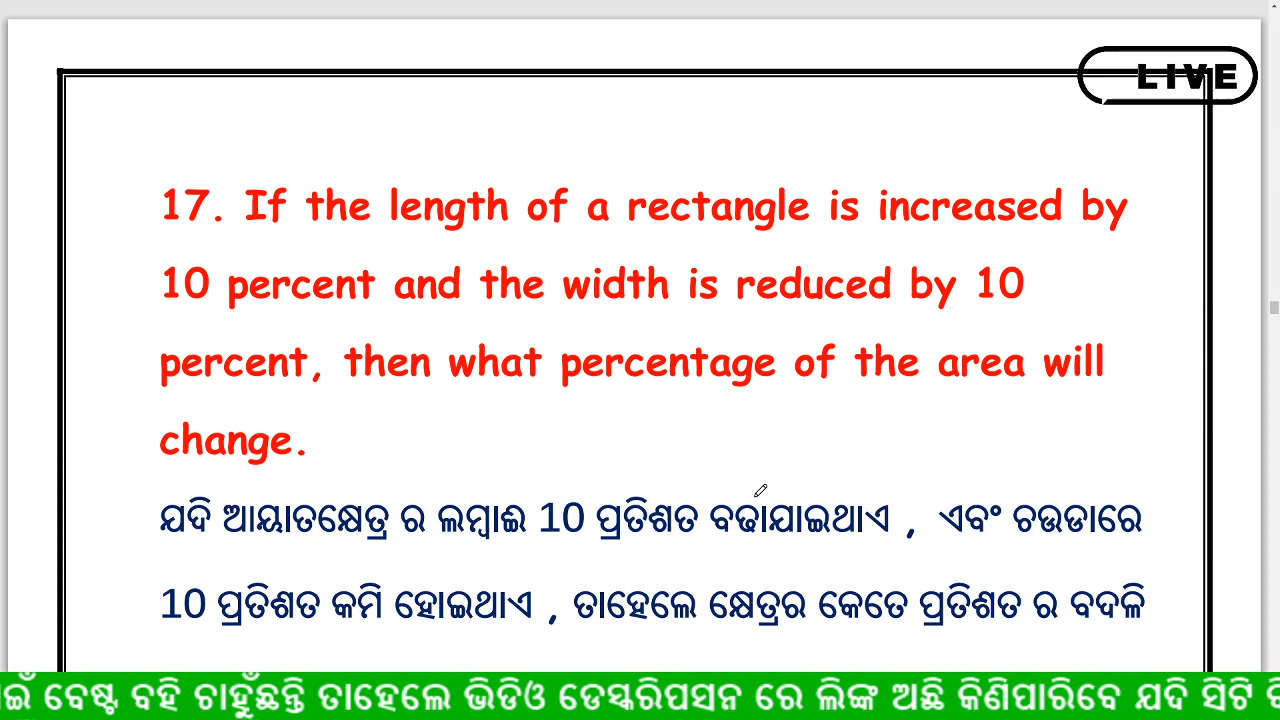 LIVE
17. If the length of a rectangle is increased by
10 percent and the width is reduced by 10
percent, then what percentage of the area will
change.
ଯଦି ଆୟାତକ୍ଷେତ୍ର ର ଲମ୍ବାଈ 10 ପ୍ରତିଶତ ବଢାଯାଇଥାଏ , ଏବଂ ଚଉଡାରେ
10 ପ୍ରତିଶତ କମି ହୋଇଥାଏ , ତାହେଲେ କ୍ଷେତ୍ରର କେତେ ପ୍ରତିଶତ ର ବଦଳି
ବେଷ୍ଟ ବହି ଚାହୁଁଛନ୍ତି ତାହେଲେ ଭିଡିଓ ଡେସ୍କରିପସନ ରେ ଲିଙ୍କ ଅଛି କିଣିପାରିବେ ଯଦି ସିଟି